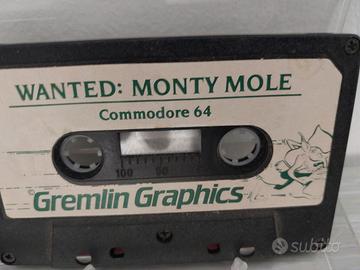 WANTED: MONTY MOLE
Commodore 64
100 50
©Gremlin Graphics
subito